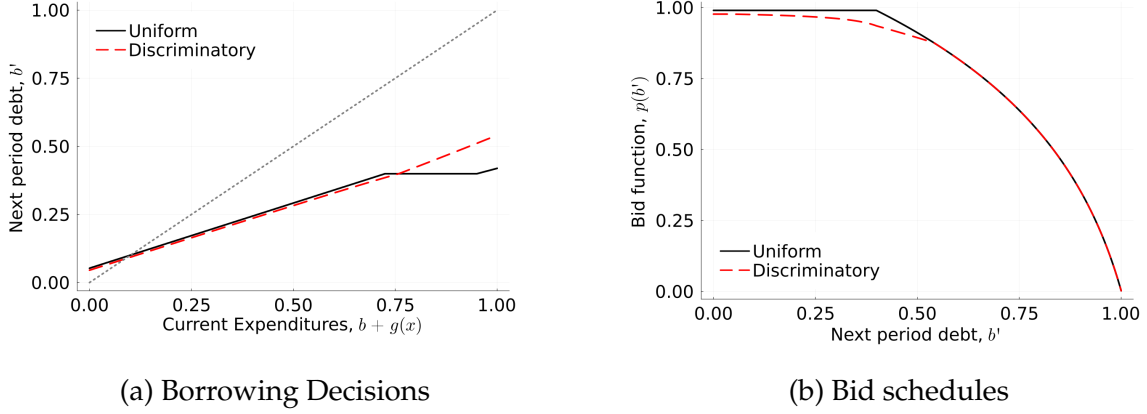 1.00
0.75
0.50
0.25
0.00
Next period debt, b'
Uniform
Discriminatory
0.00 0.25 0.50 0.75 1.00
Current Expenditures, b + g(x)
(a) Borrowing Decisions
1.00
0.75
0.50
0.25
0.00
Bid function, p(b')
Uniform
Discriminatory
0.00 0.25 0.50 0.75 1.00
Next period debt, b'
(b) Bid schedules